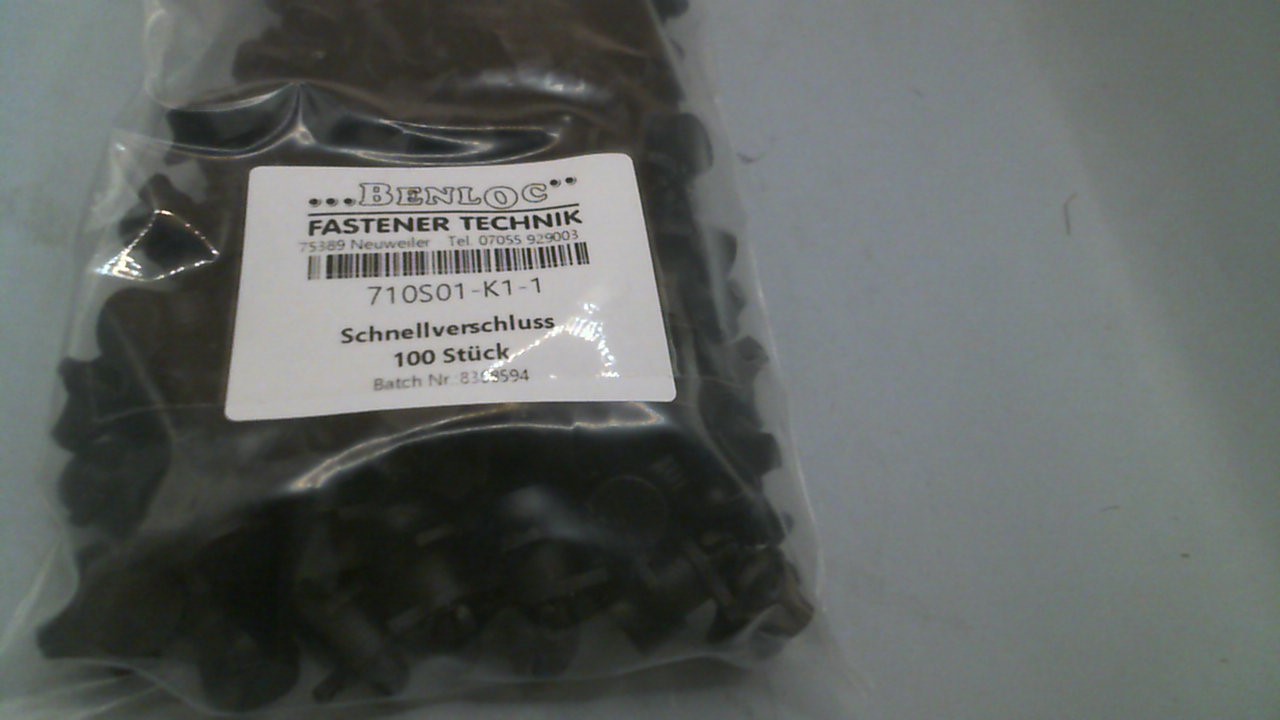 ...BENLOC..
FASTENER TECHNIK
75389 Neuweiler Tel. 07055 929003
710S01-K1-1
Schnellverschluss
100 Stück
Batch Nr.